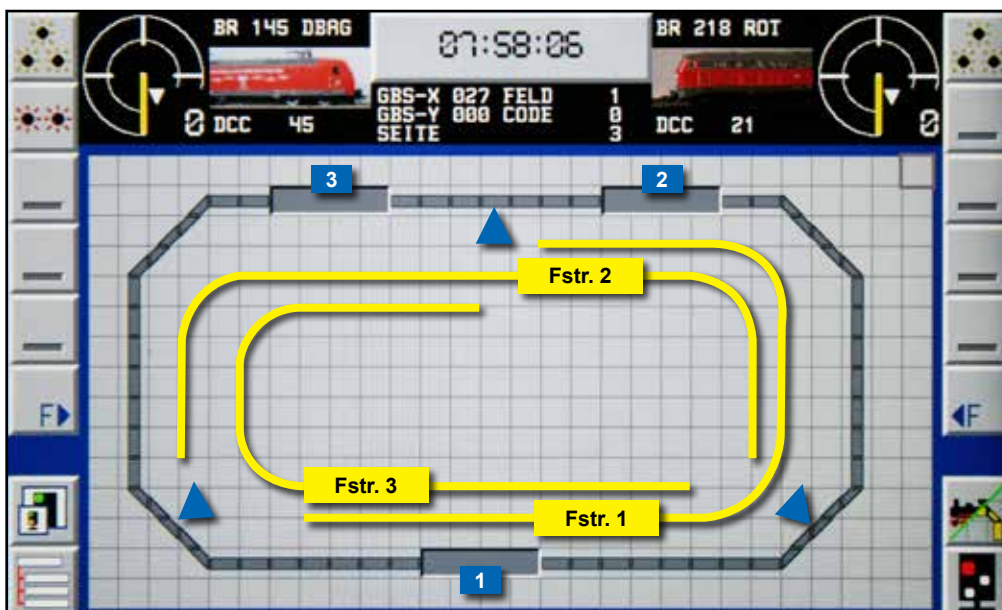 BR 145 DBAG
07:58:06
BR 218 ROT
0
DCC 45
GBS-X 027 FELD 1
GBS-Y 000 CODE 0
SEITE 3
DCC 21
0
3
2
Fstr. 2
F
F
Fstr. 3
Fstr. 1
1